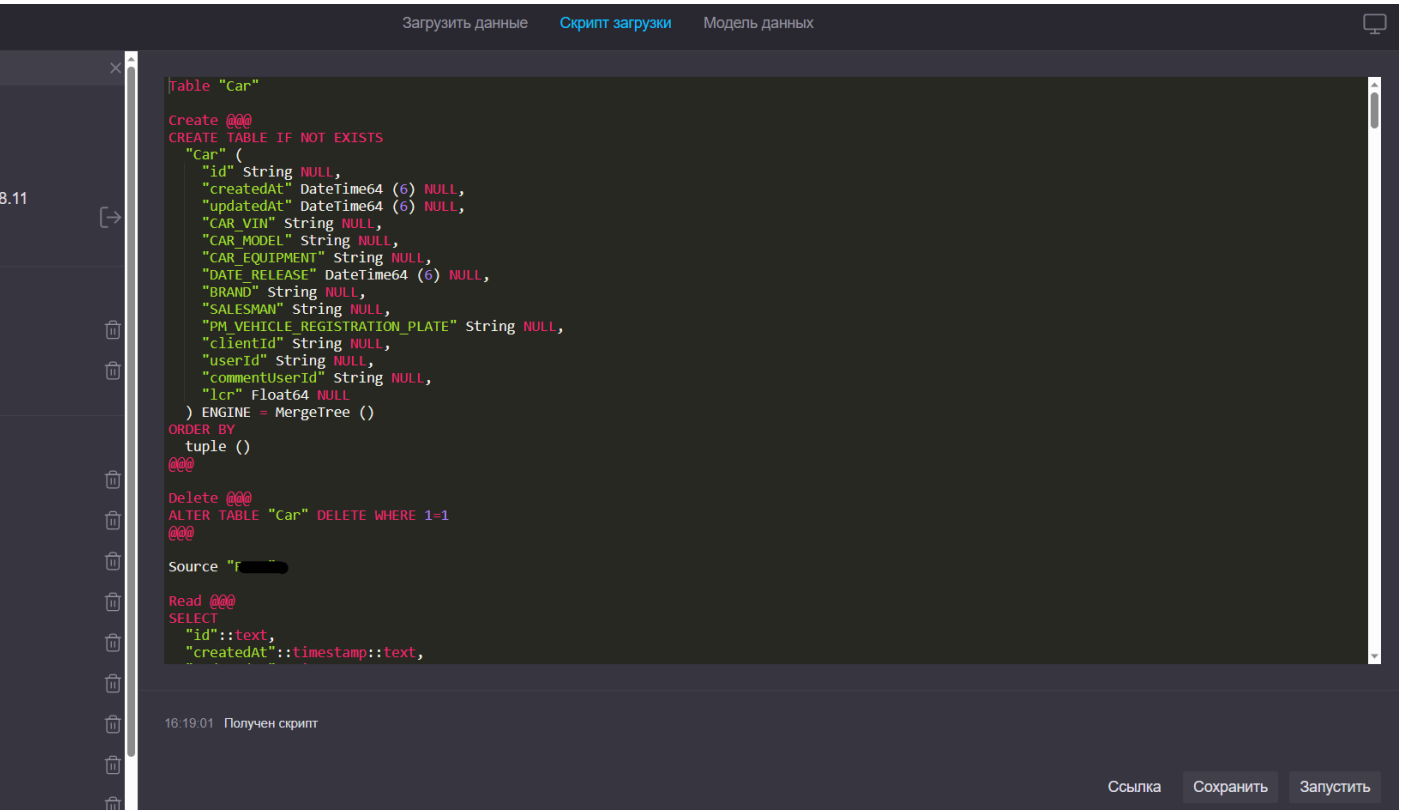 Загрузить данные
Скрипт загрузки
Модель данных
8.11
Table "Car"
Create @@@
CREATE TABLE IF NOT EXISTS
"Car" (
"id" String NULL,
"createdAt" DateTime64 (6) NULL,
"updatedAt" DateTime64 (6) NULL,
"CAR_VIN" String NULL,
"CAR_MODEL" String NULL,
"CAR_EQUIPMENT" String NULL,
"DATE_RELEASE" DateTime64 (6) NULL,
"BRAND" String NULL,
"SALESMAN" String NULL,
"PM_VEHICLE_REGISTRATION_PLATE" String NULL,
"clientId" String NULL,
"userId" String NULL,
"commentUserId" String NULL,
"lcr" Float64 NULL
) ENGINE = MergeTree ()
ORDER BY
tuple ()
@@@
Delete @@@
ALTER TABLE "Car" DELETE WHERE 1=1
@@@
Source
Read @@@
SELECT
"id"::text,
"createdAt"::timestamp::text,
16:19:01 Получен скрипт
Ссылка
Сохранить
Запустить